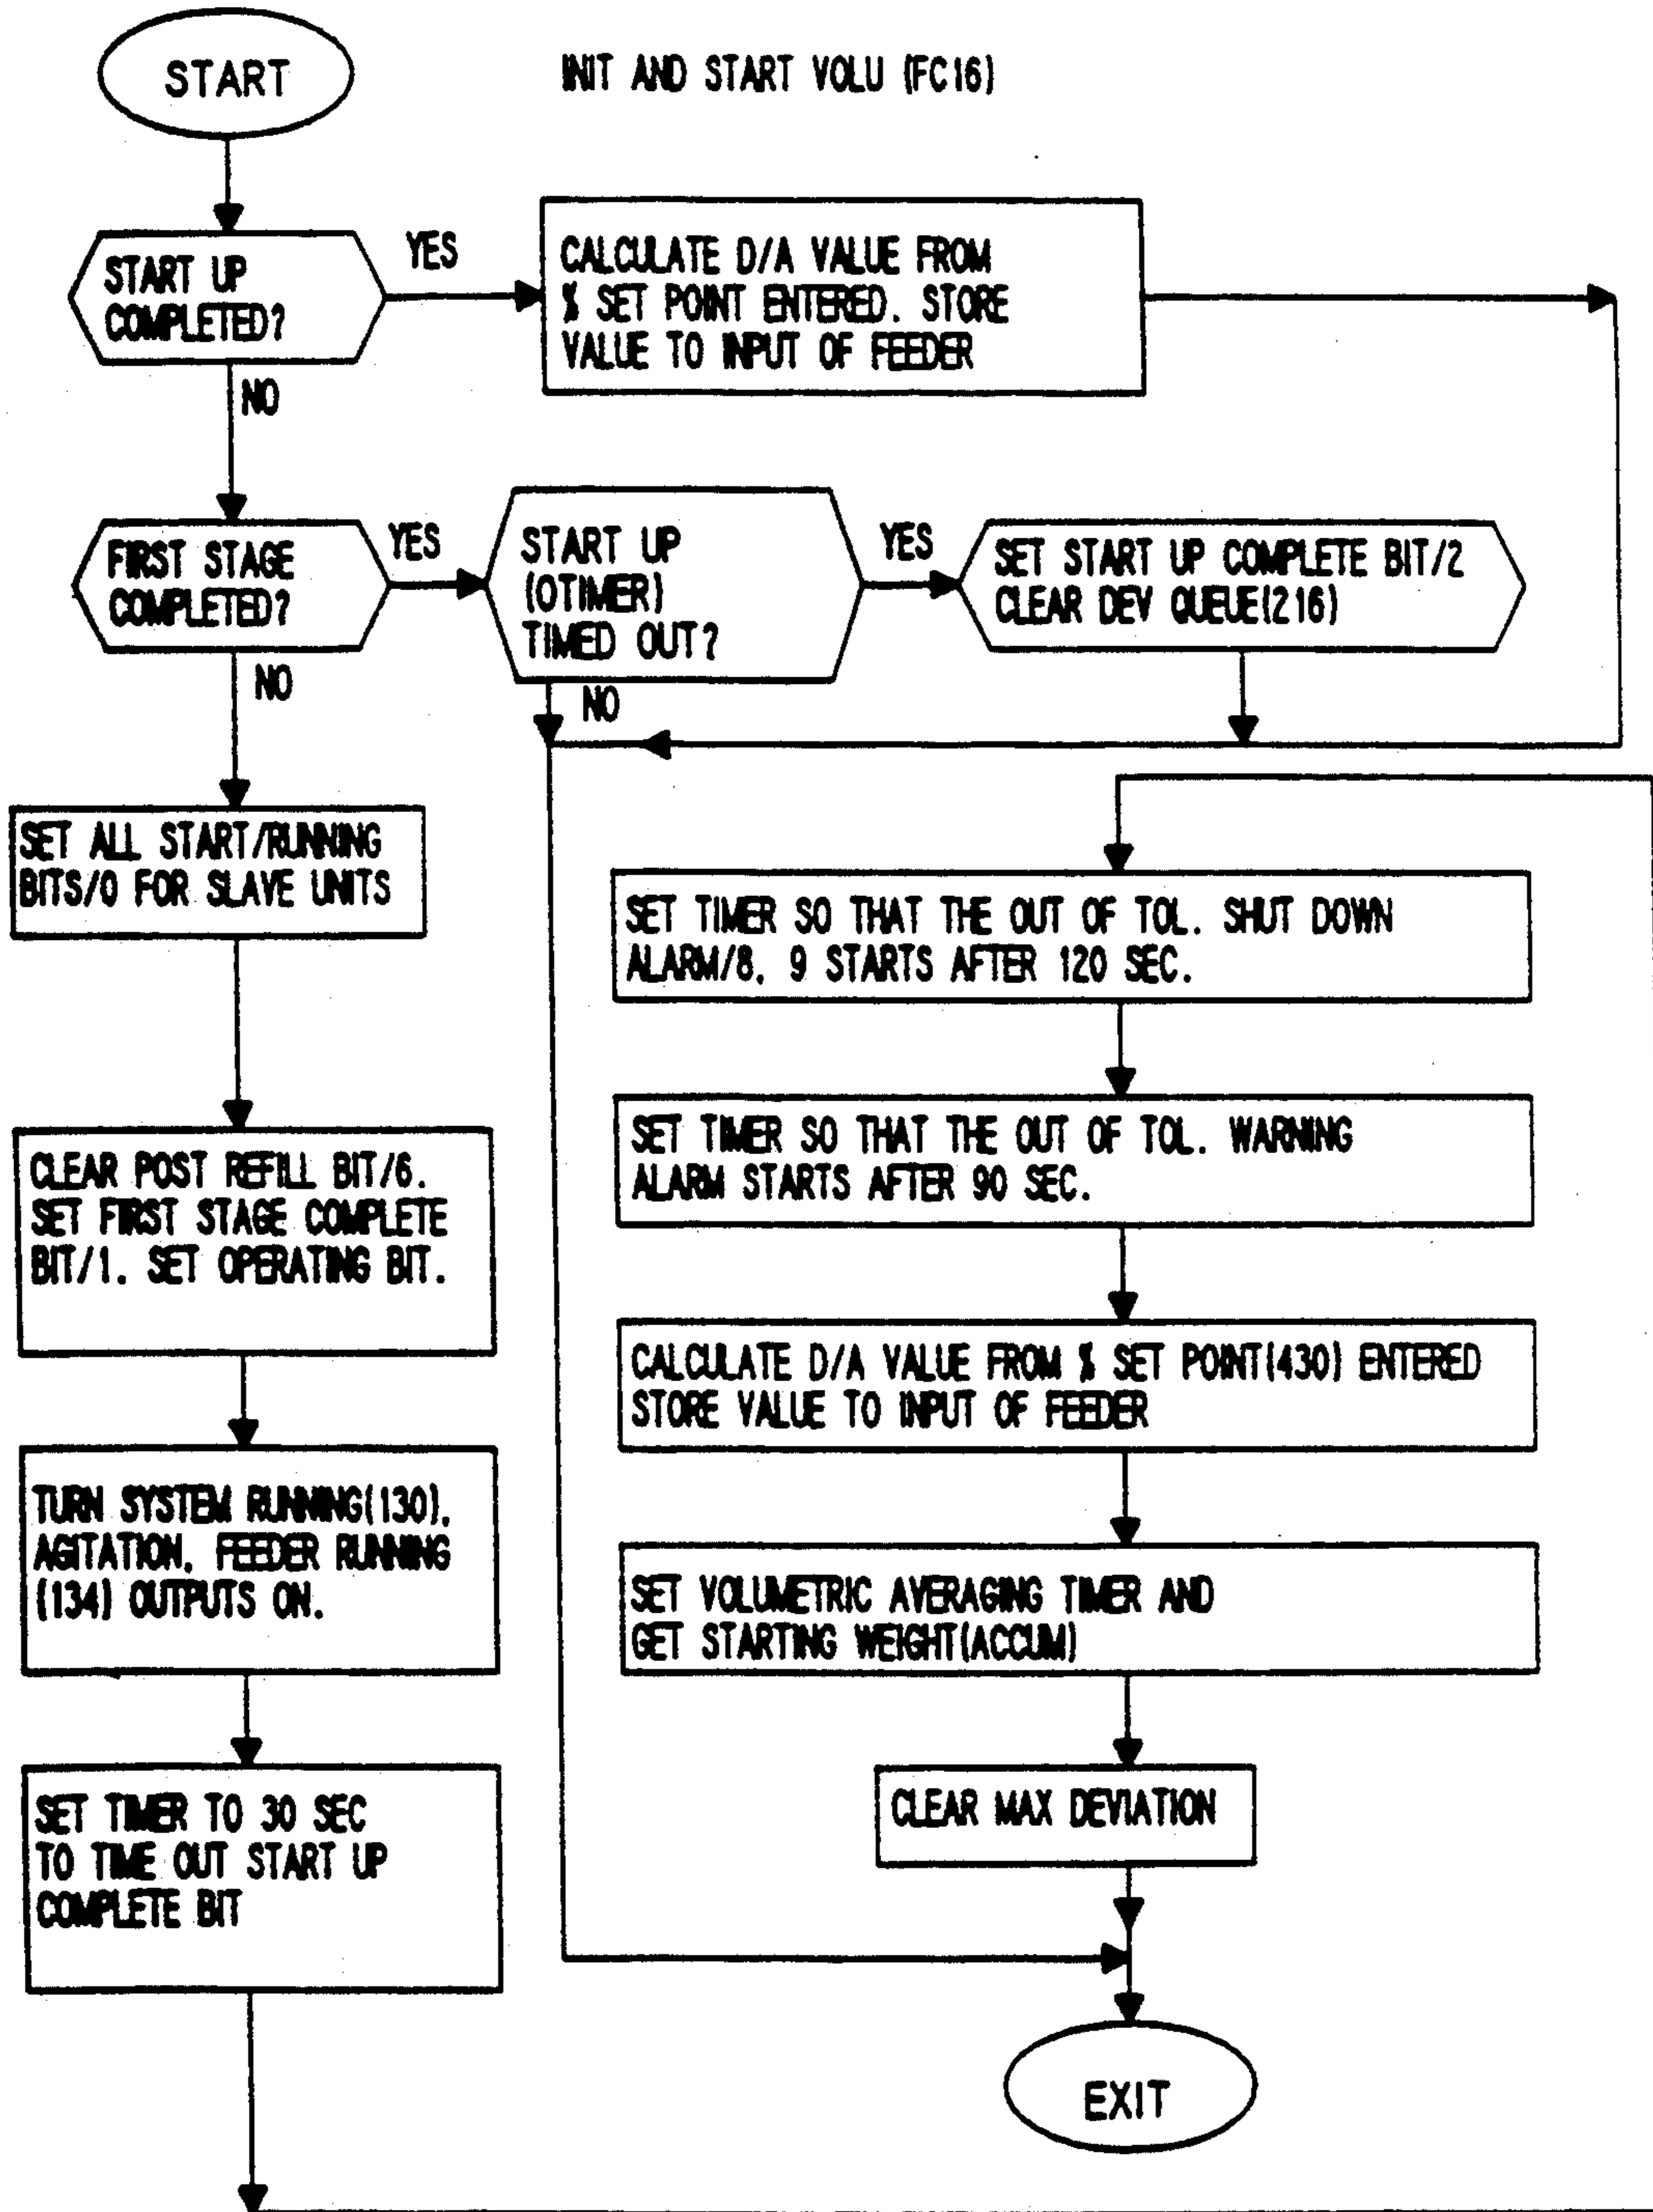 START
INIT AND START VOLU (FC16)
START UP
COMPLETED?
YES
CALCULATE D/A VALUE FROM
% SET POINT ENTERED. STORE
VALUE TO INPUT OF FEEDER
NO
FIRST STAGE
COMPLETED?
YES
START UP
(OTIMER)
TIMED OUT?
YES
SET START UP COMPLETE BIT/2
CLEAR DEV QUEUE(216)
NO
NO
SET ALL START/RUNNING
BITS/0 FOR SLAVE UNITS
CLEAR POST REFILL BIT/6.
SET FIRST STAGE COMPLETE
BIT/1. SET OPERATING BIT.
TURN SYSTEM RUNNING(130),
AGITATION, FEEDER RUNNING
(134) OUTPUTS ON.
SET TIMER TO 30 SEC
TO TIME OUT START UP
COMPLETE BIT
SET TIMER SO THAT THE OUT OF TOL. SHUT DOWN
ALARM/8, 9 STARTS AFTER 120 SEC.
SET TIMER SO THAT THE OUT OF TOL. WARNING
ALARM STARTS AFTER 90 SEC.
CALCULATE D/A VALUE FROM % SET POINT(430) ENTERED
STORE VALUE TO INPUT OF FEEDER
SET VOLUMETRIC AVERAGING TIMER AND
GET STARTING WEIGHT(ACCUM)
CLEAR MAX DEVIATION
EXIT